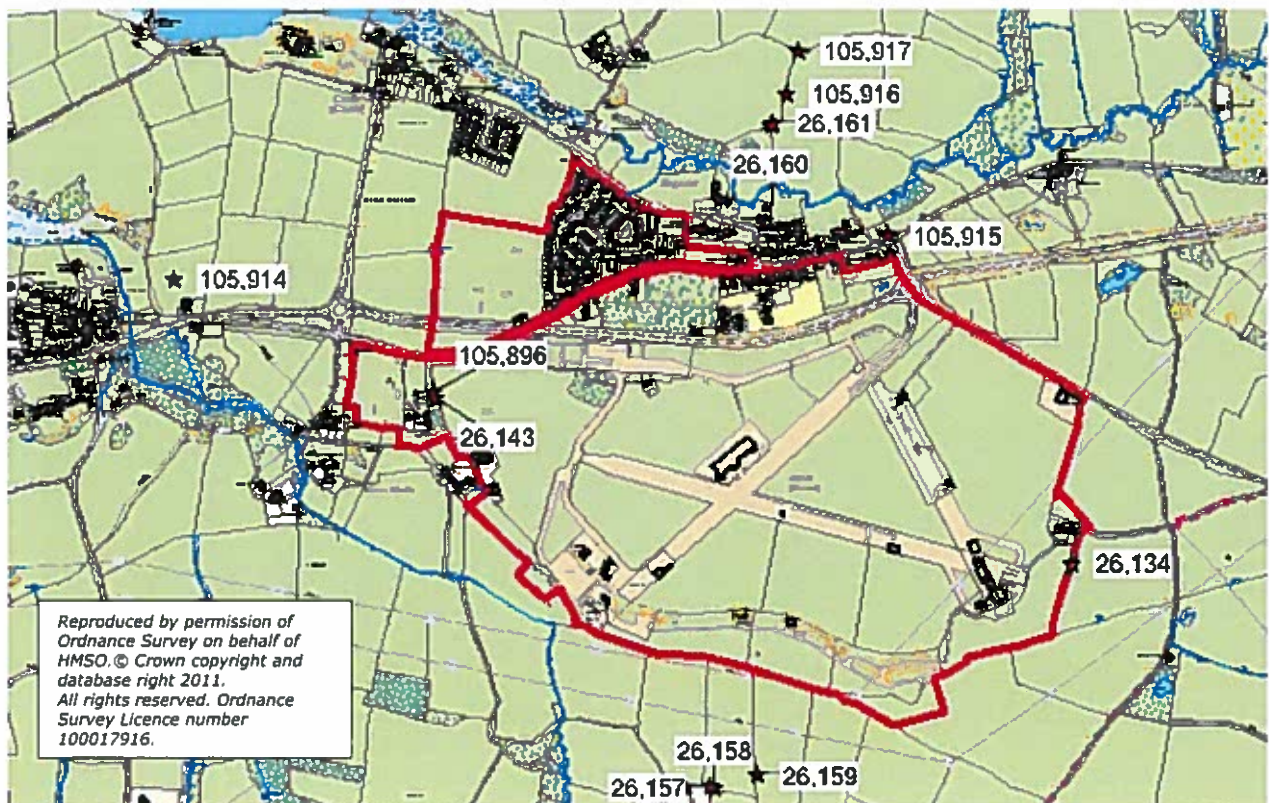 105,917
105,916
26,161
26,160
105,915
105,914
105,896
26,143
26,134
Reproduced by permission of
Ordnance Survey on behalf of
HMSO.© Crown copyright and
database right 2011.
All rights reserved. Ordnance
Survey Licence number
100017916.
26,158
26,159
26,157